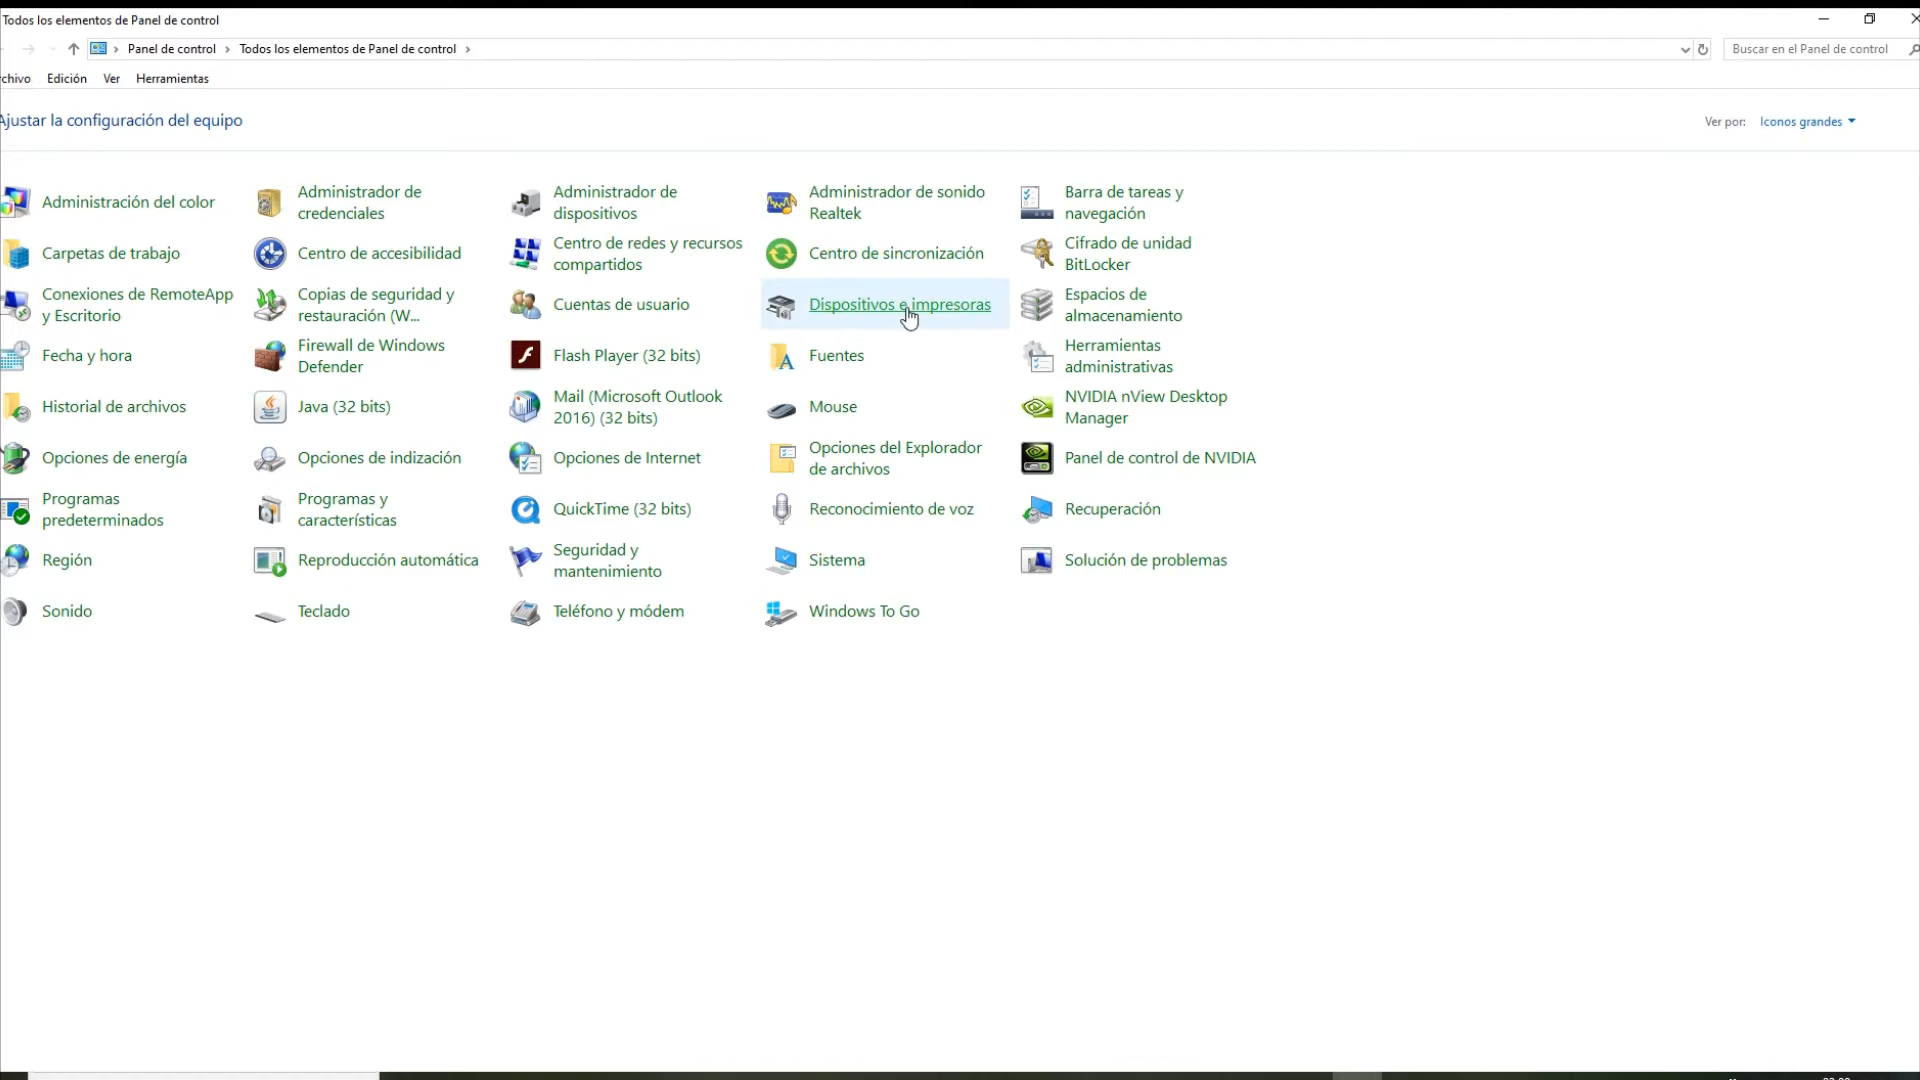 Todos los elementos de Panel de control
Panel de control > Todos los elementos de Panel de control >
Buscar en el Panel de control
rchivo Edición Ver Herramientas
Ajustar la configuración del equipo
Ver por: Iconos grandes
Administración del color
Administrador de
credenciales
Administrador de
dispositivos
Administrador de sonido
Realtek
Barra de tareas y
navegación
Carpetas de trabajo
Centro de accesibilidad
Centro de redes y recursos
compartidos
Centro de sincronización
Cifrado de unidad
BitLocker
Conexiones de RemoteApp
y Escritorio
Copias de seguridad y
restauración (W...
Cuentas de usuario
Dispositivos e impresoras
Espacios de
almacenamiento
Fecha y hora
Firewall de Windows
Defender
Flash Player (32 bits)
Fuentes
Herramientas
administrativas
Historial de archivos
Java (32 bits)
Mail (Microsoft Outlook
2016) (32 bits)
Mouse
NVIDIA nView Desktop
Manager
Opciones de energía
Opciones de indización
Opciones de Internet
Opciones del Explorador
de archivos
Panel de control de NVIDIA
Programas
predeterminados
Programas y
características
QuickTime (32 bits)
Reconocimiento de voz
Recuperación
Región
Reproducción automática
Seguridad y
mantenimiento
Sistema
Solución de problemas
Sonido
Teclado
Teléfono y módem
Windows To Go